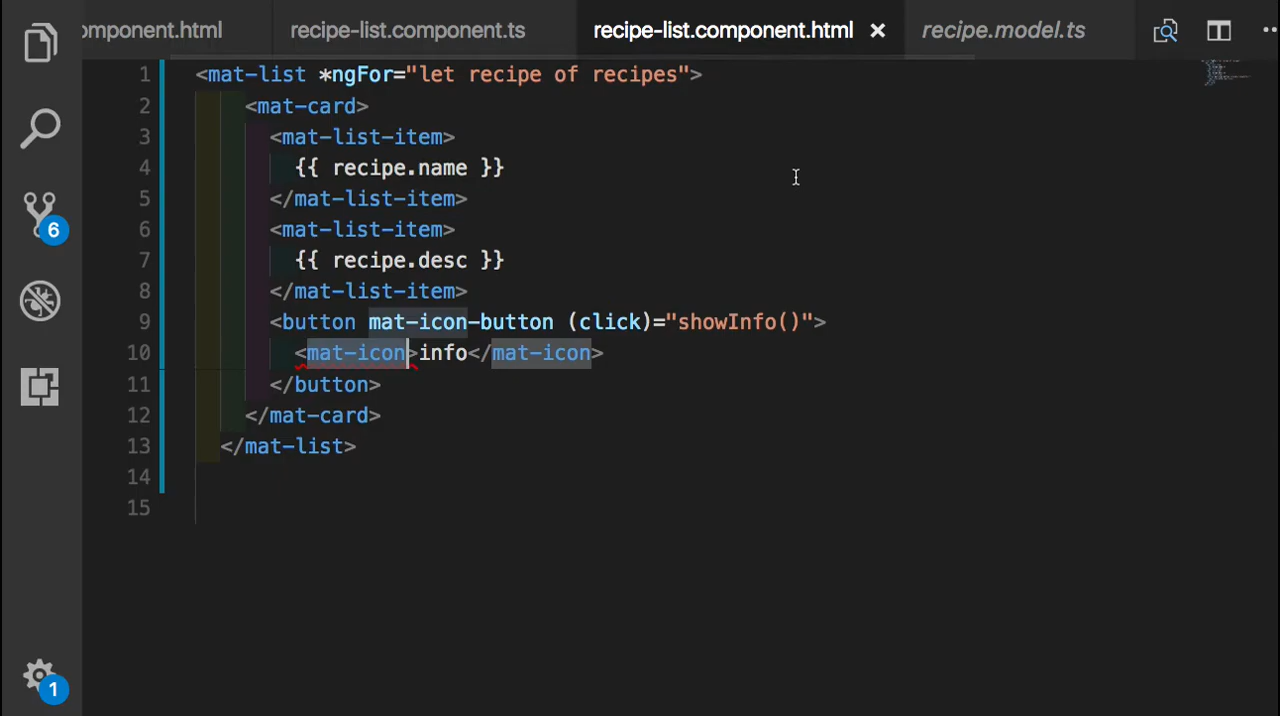 omponent.html recipe-list.component.ts recipe-list.component.html recipe.model.ts
1 <mat-list *ngFor="let recipe of recipes">
2 <mat-card>
3 <mat-list-item>
4 {{ recipe.name }}
5 </mat-list-item>
6 <mat-list-item>
7 {{ recipe.desc }}
8 </mat-list-item>
9 <button mat-icon-button (click)="showInfo()">
10 <mat-icon>info</mat-icon>
11 </button>
12 </mat-card>
13 </mat-list>
14
15
6
1